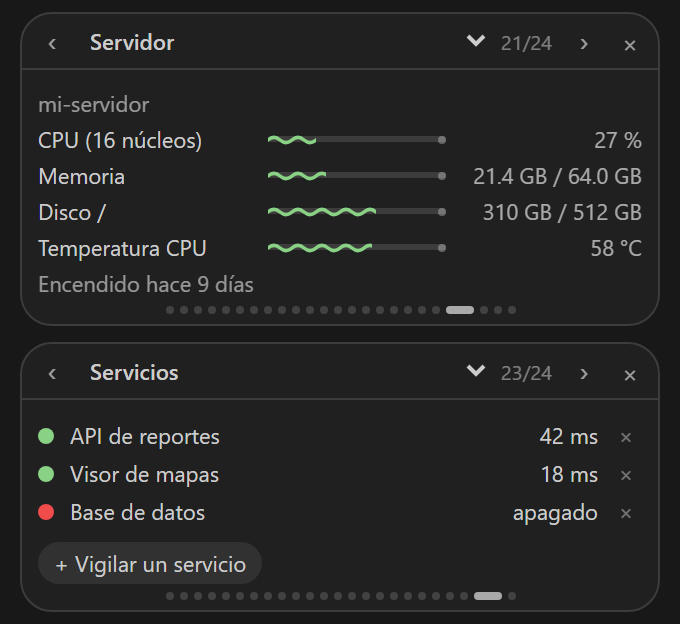 ‹ Servidor 21/24 › ×
mi-servidor
CPU (16 núcleos) 27 %
Memoria 21.4 GB / 64.0 GB
Disco / 310 GB / 512 GB
Temperatura CPU 58 °C
Encendido hace 9 días
‹ Servicios 23/24 › ×
API de reportes 42 ms ×
Visor de mapas 18 ms ×
Base de datos apagado ×
+ Vigilar un servicio